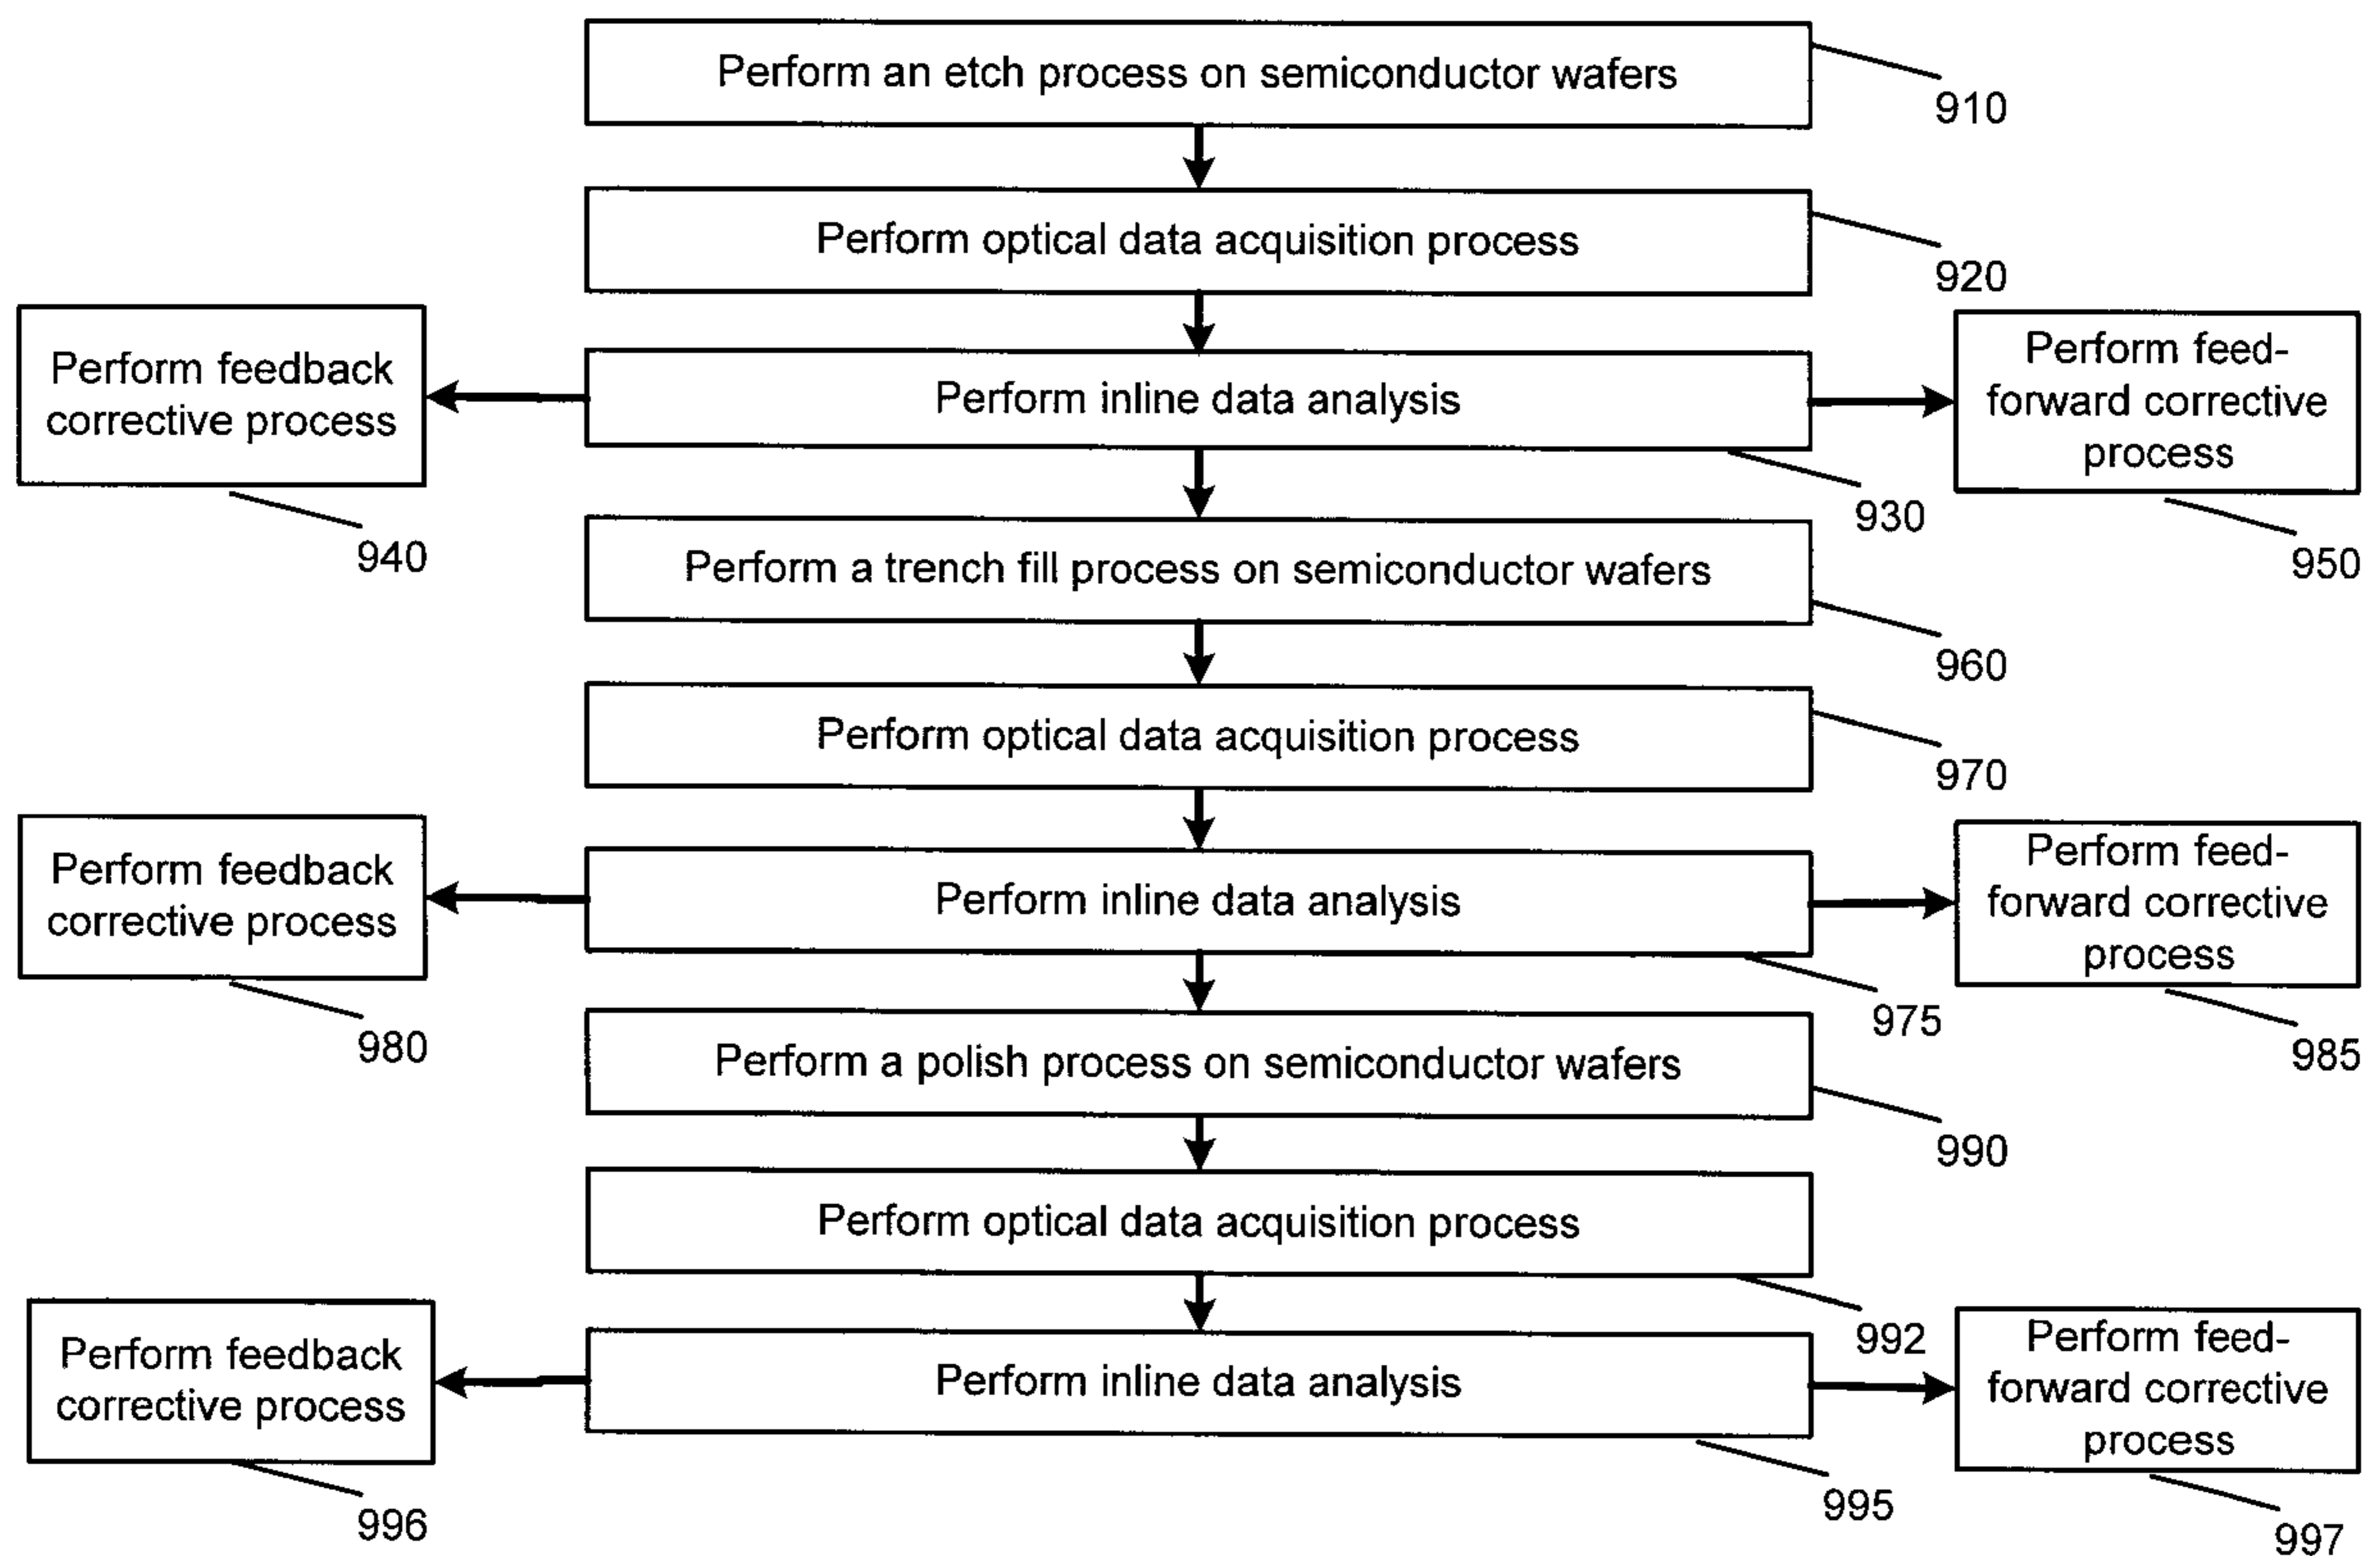 Perform an etch process on semiconductor wafers
910
Perform optical data acquisition process
920
Perform feedback
corrective process
940
Perform inline data analysis
930
Perform feed-
forward corrective
process
950
Perform a trench fill process on semiconductor wafers
960
Perform optical data acquisition process
970
Perform feedback
corrective process
980
Perform inline data analysis
975
Perform feed-
forward corrective
process
985
Perform a polish process on semiconductor wafers
990
Perform optical data acquisition process
992
Perform feedback
corrective process
996
Perform inline data analysis
995
Perform feed-
forward corrective
process
997